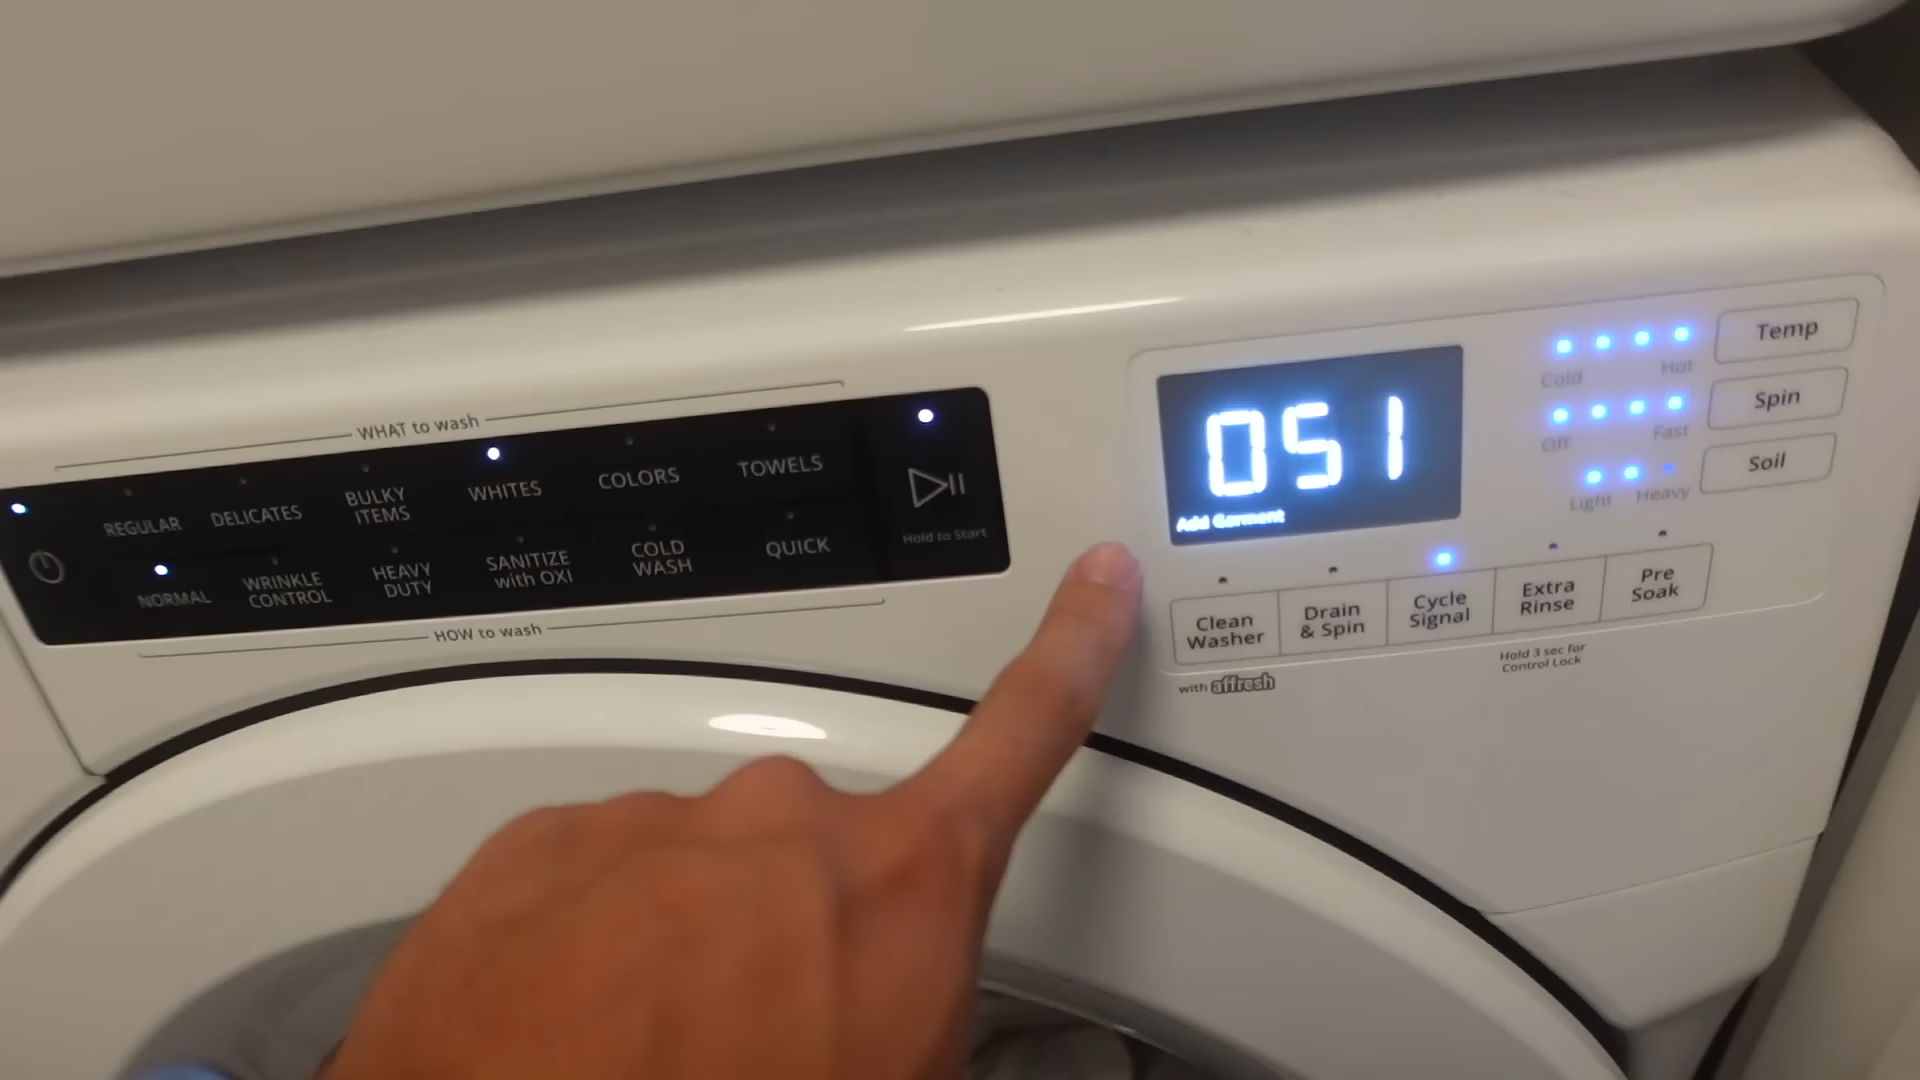 WHAT to wash
REGULAR
DELICATES
BULKY
ITEMS
WHITES
COLORS
TOWELS
NORMAL
WRINKLE
CONTROL
HEAVY
DUTY
SANITIZE
with OXI
COLD
WASH
QUICK
HOW to wash
Hold to Start
051
Add Garment
Cold
Hot
Temp
Off
Fast
Spin
Light
Heavy
Soil
Clean
Washer
Drain
& Spin
Cycle
Signal
Extra
Rinse
Pre
Soak
with affresh
Hold 3 sec for
Control Lock